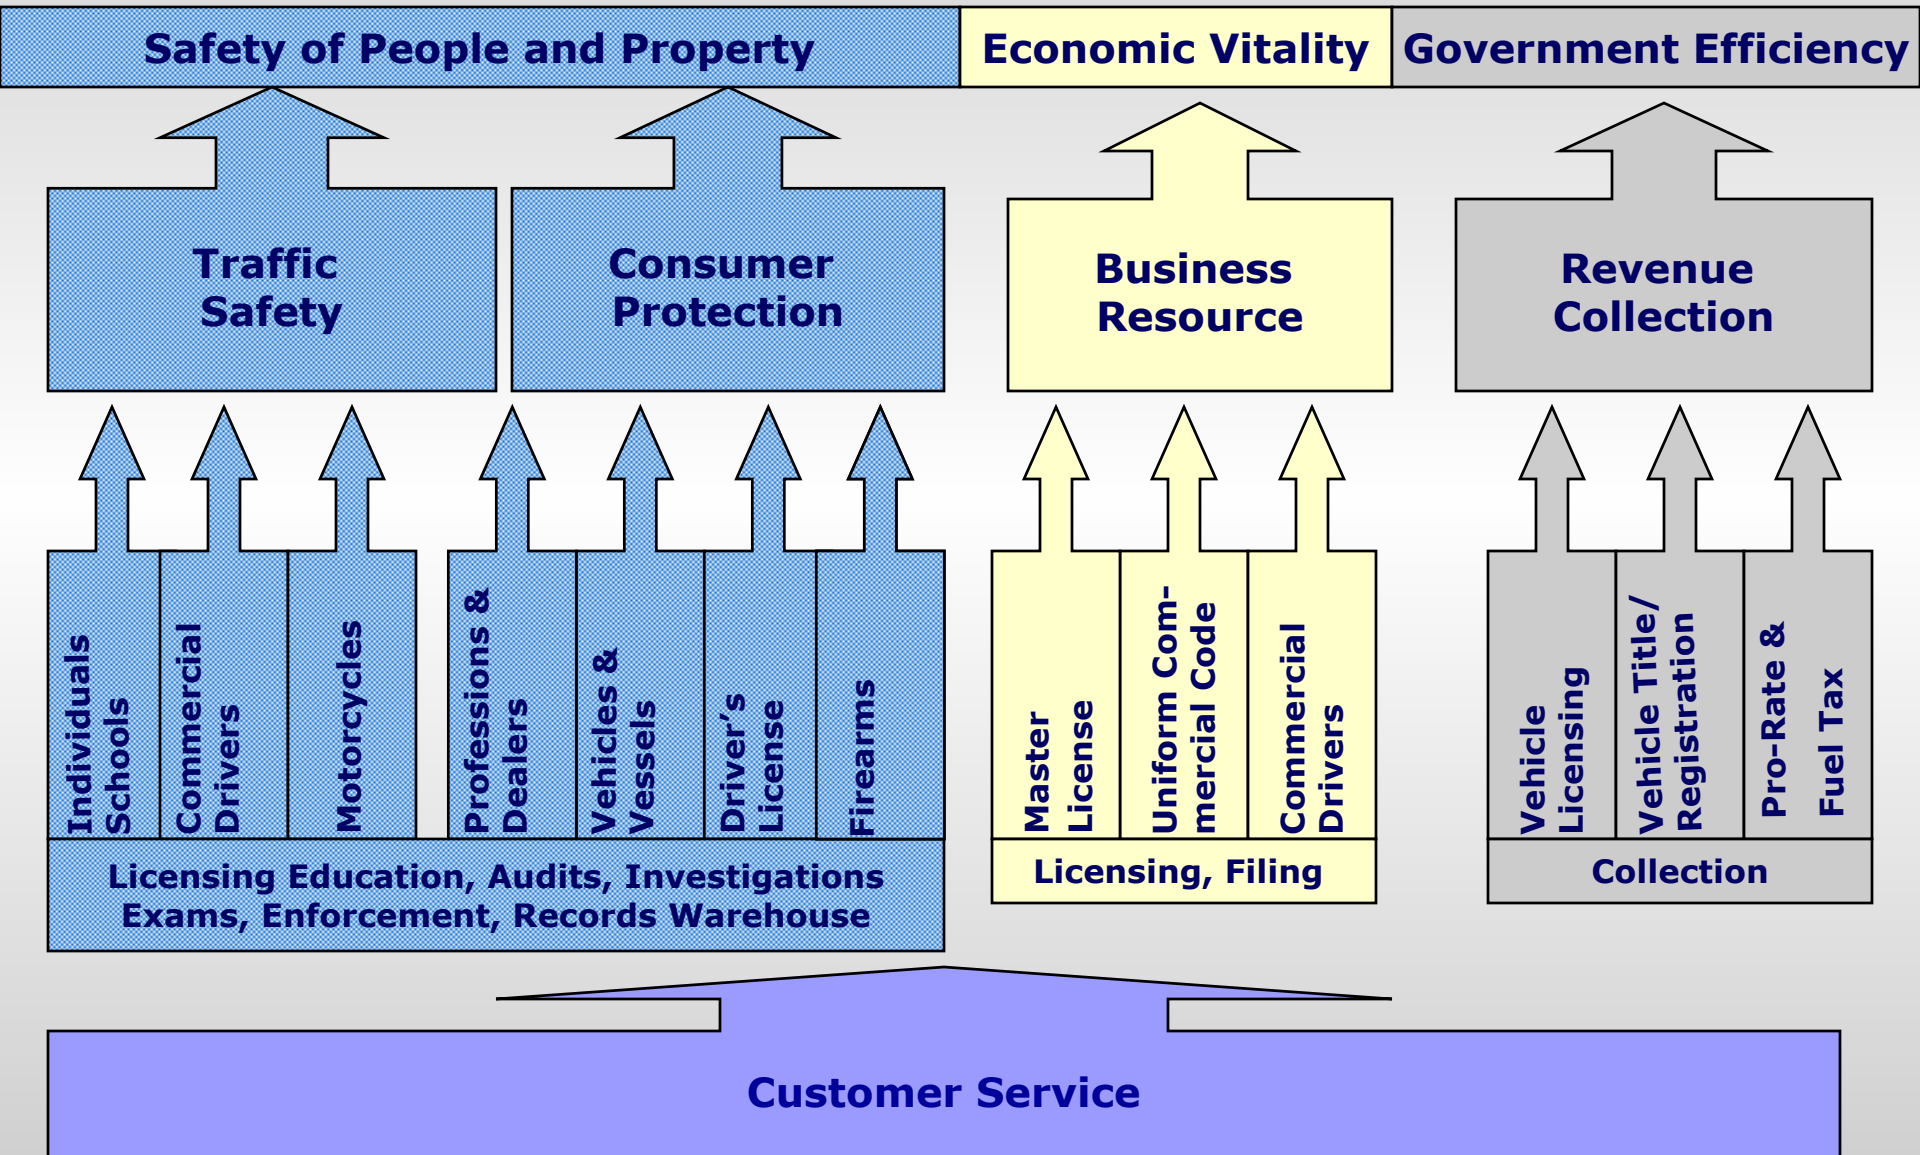 Safety of People and Property
Economic Vitality
Government Efficiency
Traffic
Safety
Consumer
Protection
Business
Resource
Revenue
Collection
Individuals
Schools
Commercial
Drivers
Motorcycles
Professions &
Dealers
Vehicles &
Vessels
Driver’s
License
Firearms
Master
License
Uniform Com-
mercial Code
Commercial
Drivers
Vehicle
Licensing
Vehicle Title/
Registration
Pro-Rate &
Fuel Tax
Licensing Education, Audits, Investigations
Exams, Enforcement, Records Warehouse
Licensing, Filing
Collection
Customer Service